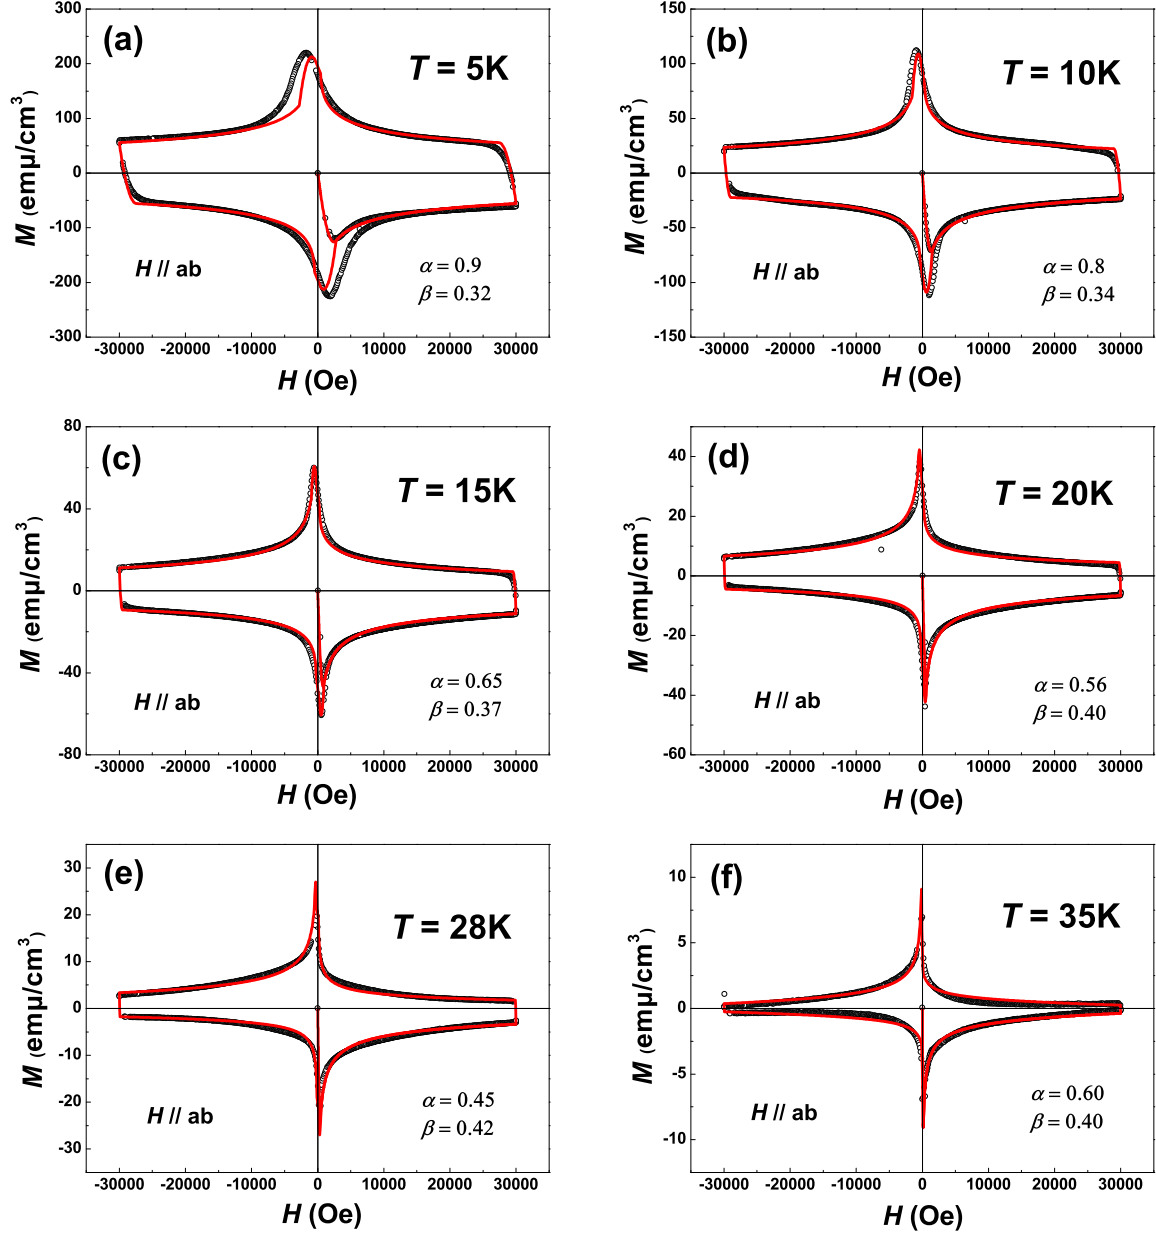 (a)
T = 5K
300
200
100
0
-100
-200
-300
M (emμ/cm³)
H // ab
α = 0.9
β = 0.32
-30000 -20000 -10000 0 10000 20000 30000
H (Oe)
(b)
T = 10K
150
100
50
0
-50
-100
-150
M (emμ/cm³)
H // ab
α = 0.8
β = 0.34
-30000 -20000 -10000 0 10000 20000 30000
H (Oe)
(c)
T = 15K
80
40
0
-40
-80
M (emμ/cm³)
H // ab
α = 0.65
β = 0.37
-30000 -20000 -10000 0 10000 20000 30000
H (Oe)
(d)
T = 20K
40
20
0
-20
-40
-60
M (emμ/cm³)
H // ab
α = 0.56
β = 0.40
-30000 -20000 -10000 0 10000 20000 30000
H (Oe)
(e)
T = 28K
30
20
10
0
-10
-20
-30
M (emμ/cm³)
H // ab
α = 0.45
β = 0.42
-30000 -20000 -10000 0 10000 20000 30000
H (Oe)
(f)
T = 35K
10
5
0
-5
-10
M (emμ/cm³)
H // ab
α = 0.60
β = 0.40
-30000 -20000 -10000 0 10000 20000 30000
H (Oe)